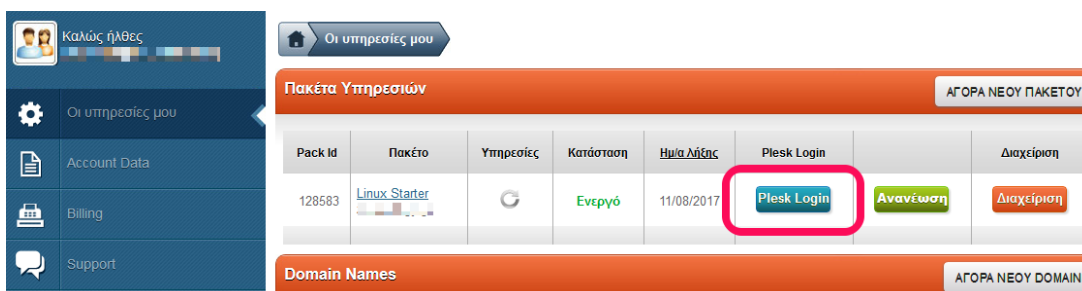 Καλώς ήλθες
Οι υπηρεσίες μου
Account Data
Billing
Support
Οι υπηρεσίες μου
Πακέτα Υπηρεσιών
ΑΓΟΡΑ ΝΕΟΥ ΠΑΚΕΤΟΥ
Pack Id Πακέτο Υπηρεσίες Κατάσταση Ημ/α Λήξης Plesk Login Διαχείριση
128583 Linux Starter Ενεργό 11/08/2017 Plesk Login Ανανέωση Διαχείριση
Domain Names
ΑΓΟΡΑ ΝΕΟΥ DOMAIN